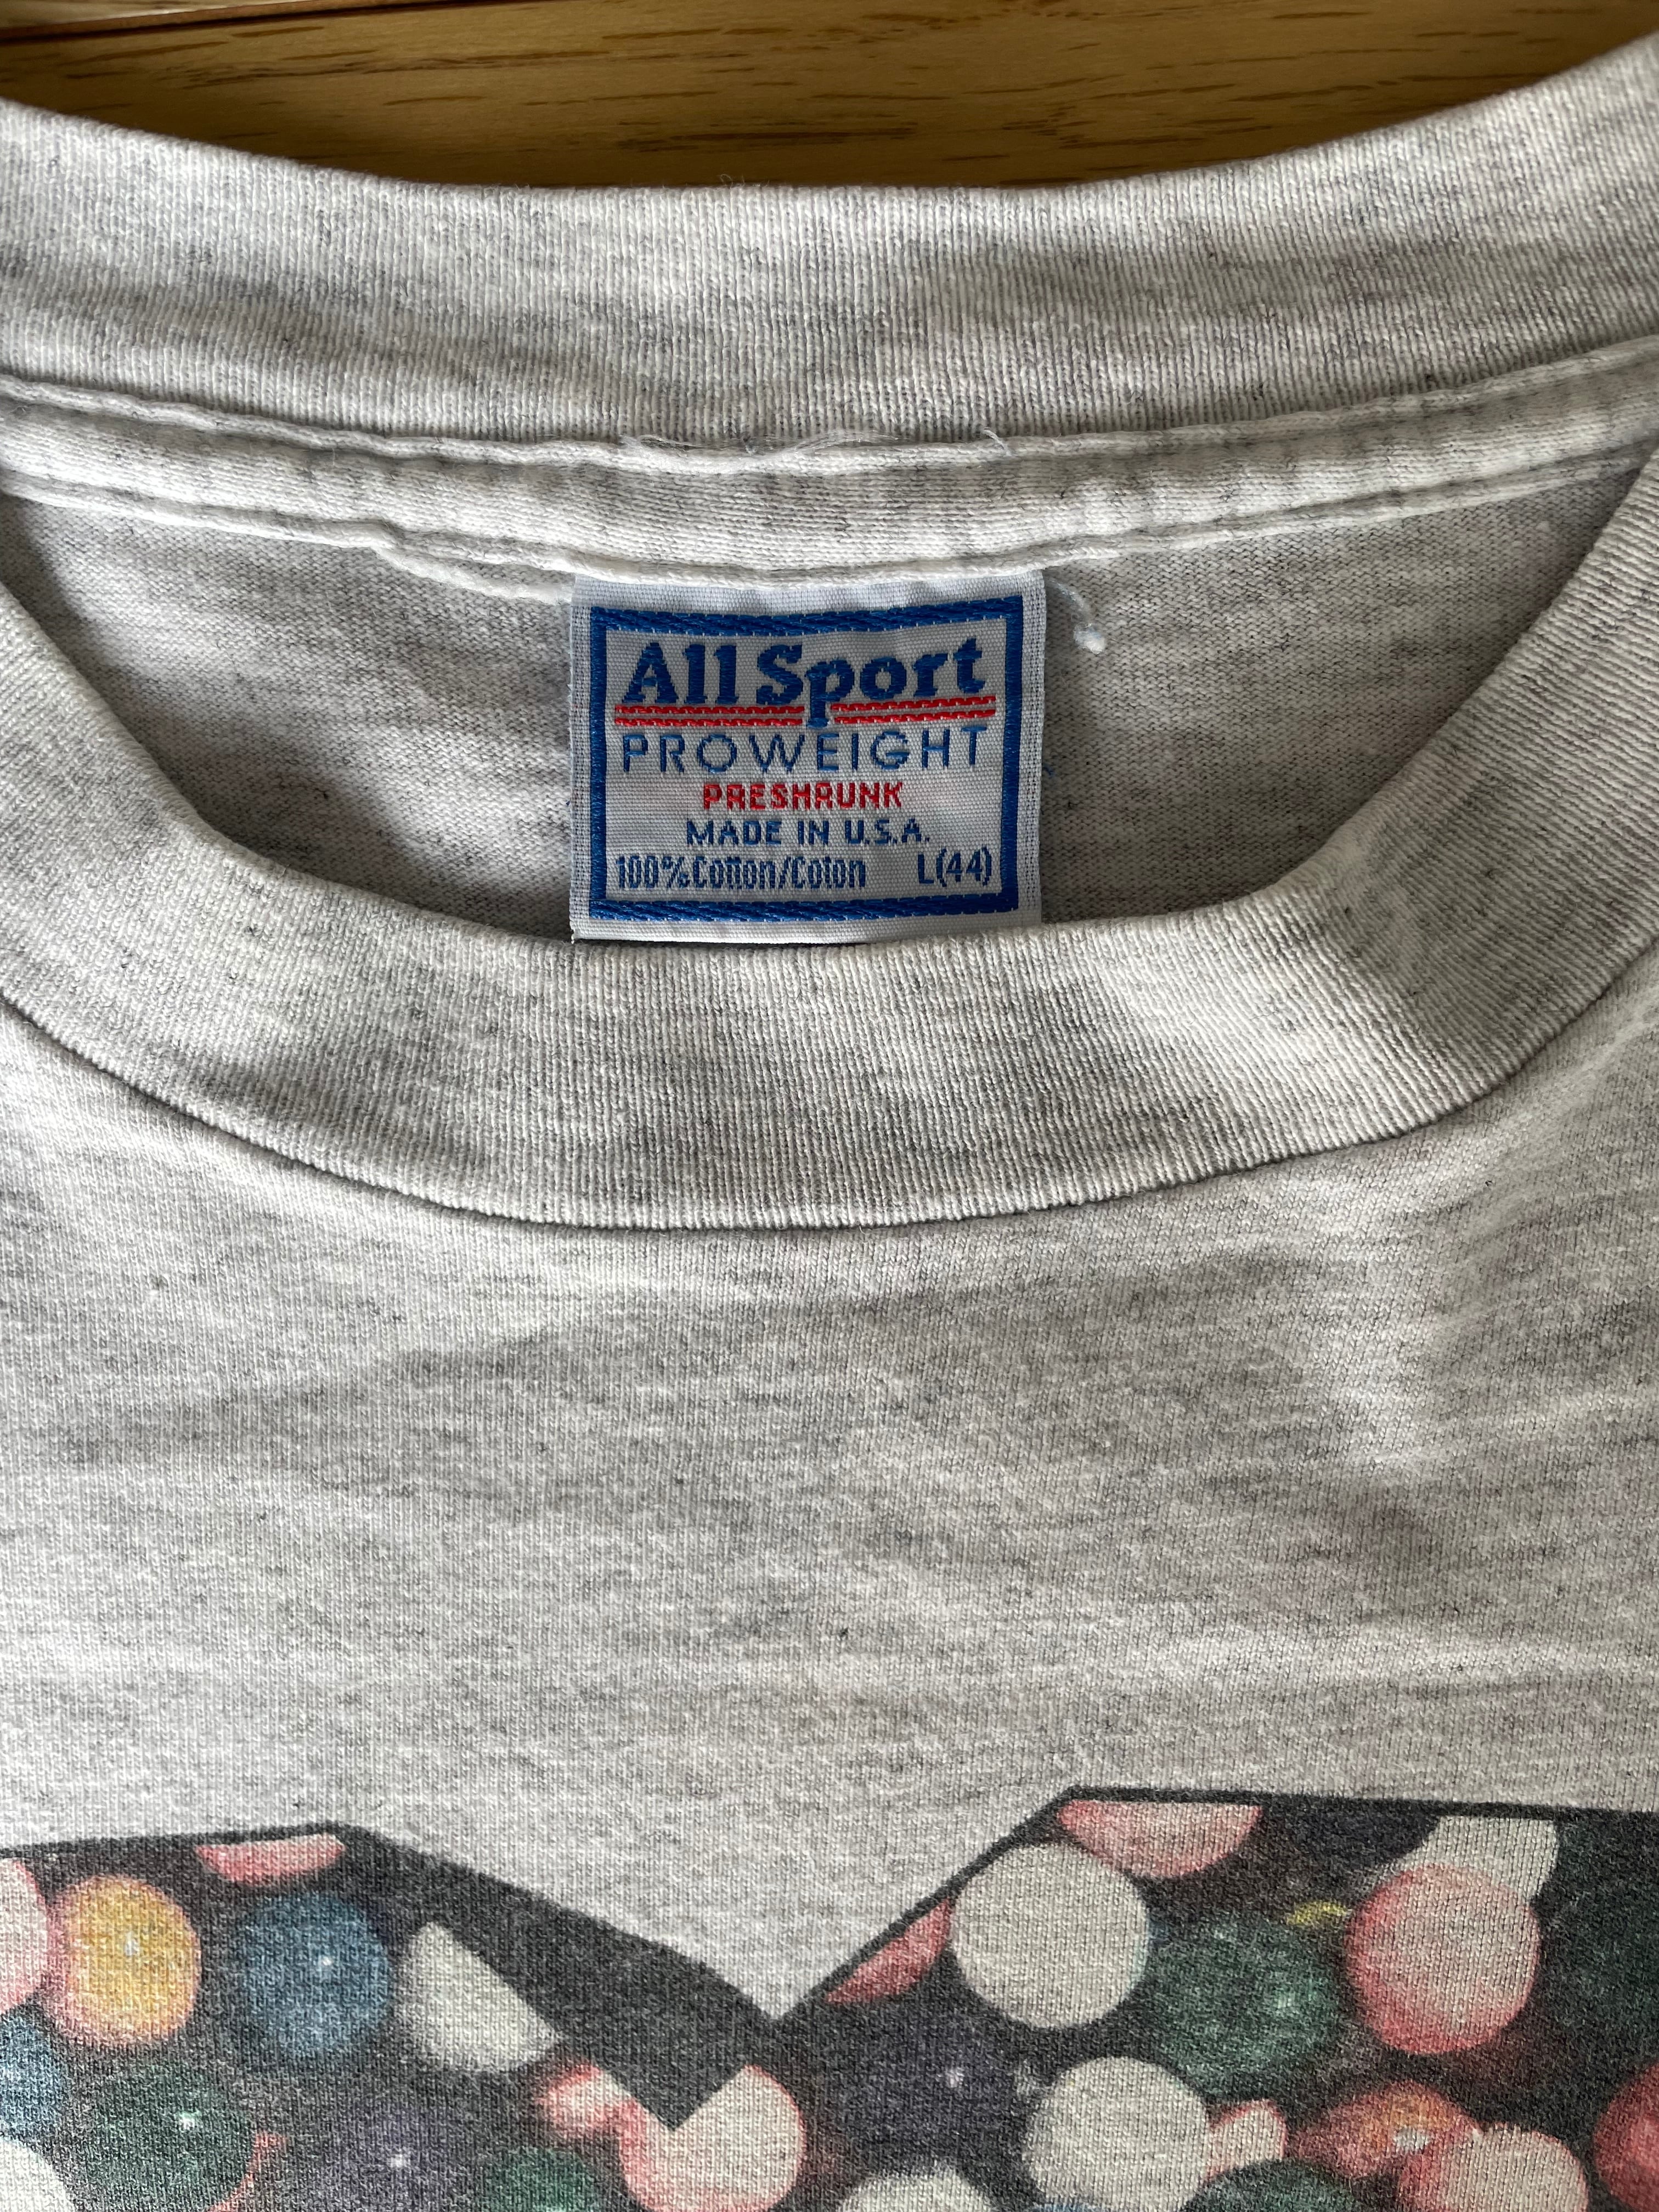 All Sport
PROWEIGHT
PRESHRUNK
MADE IN U.S.A.
100% Cotton/Coton L(44)